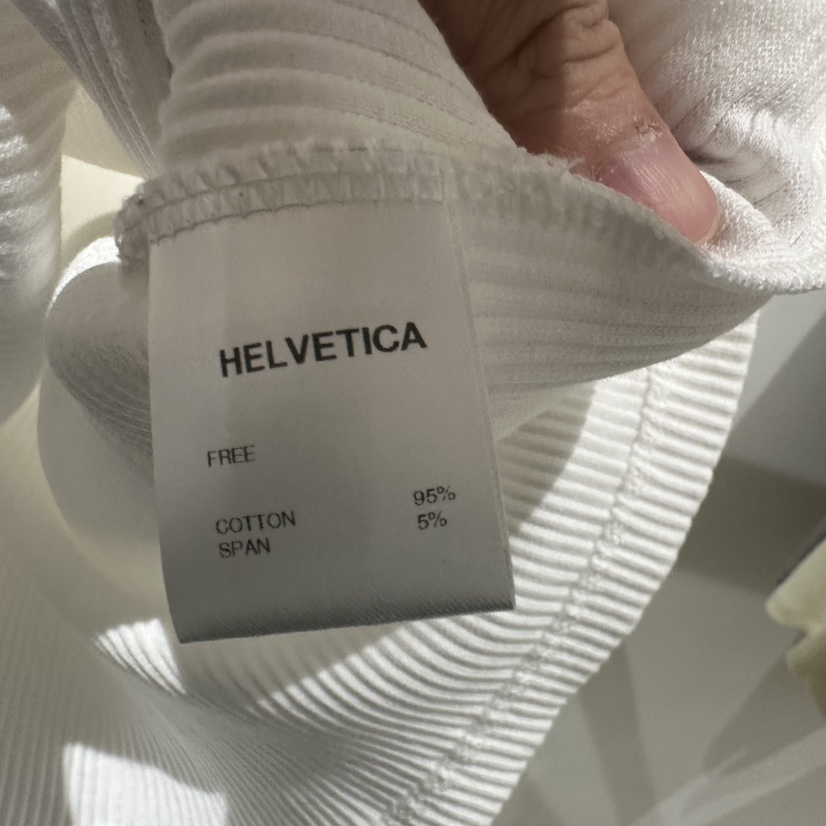 HELVETICA
FREE
COTTON 95%
SPAN 5%